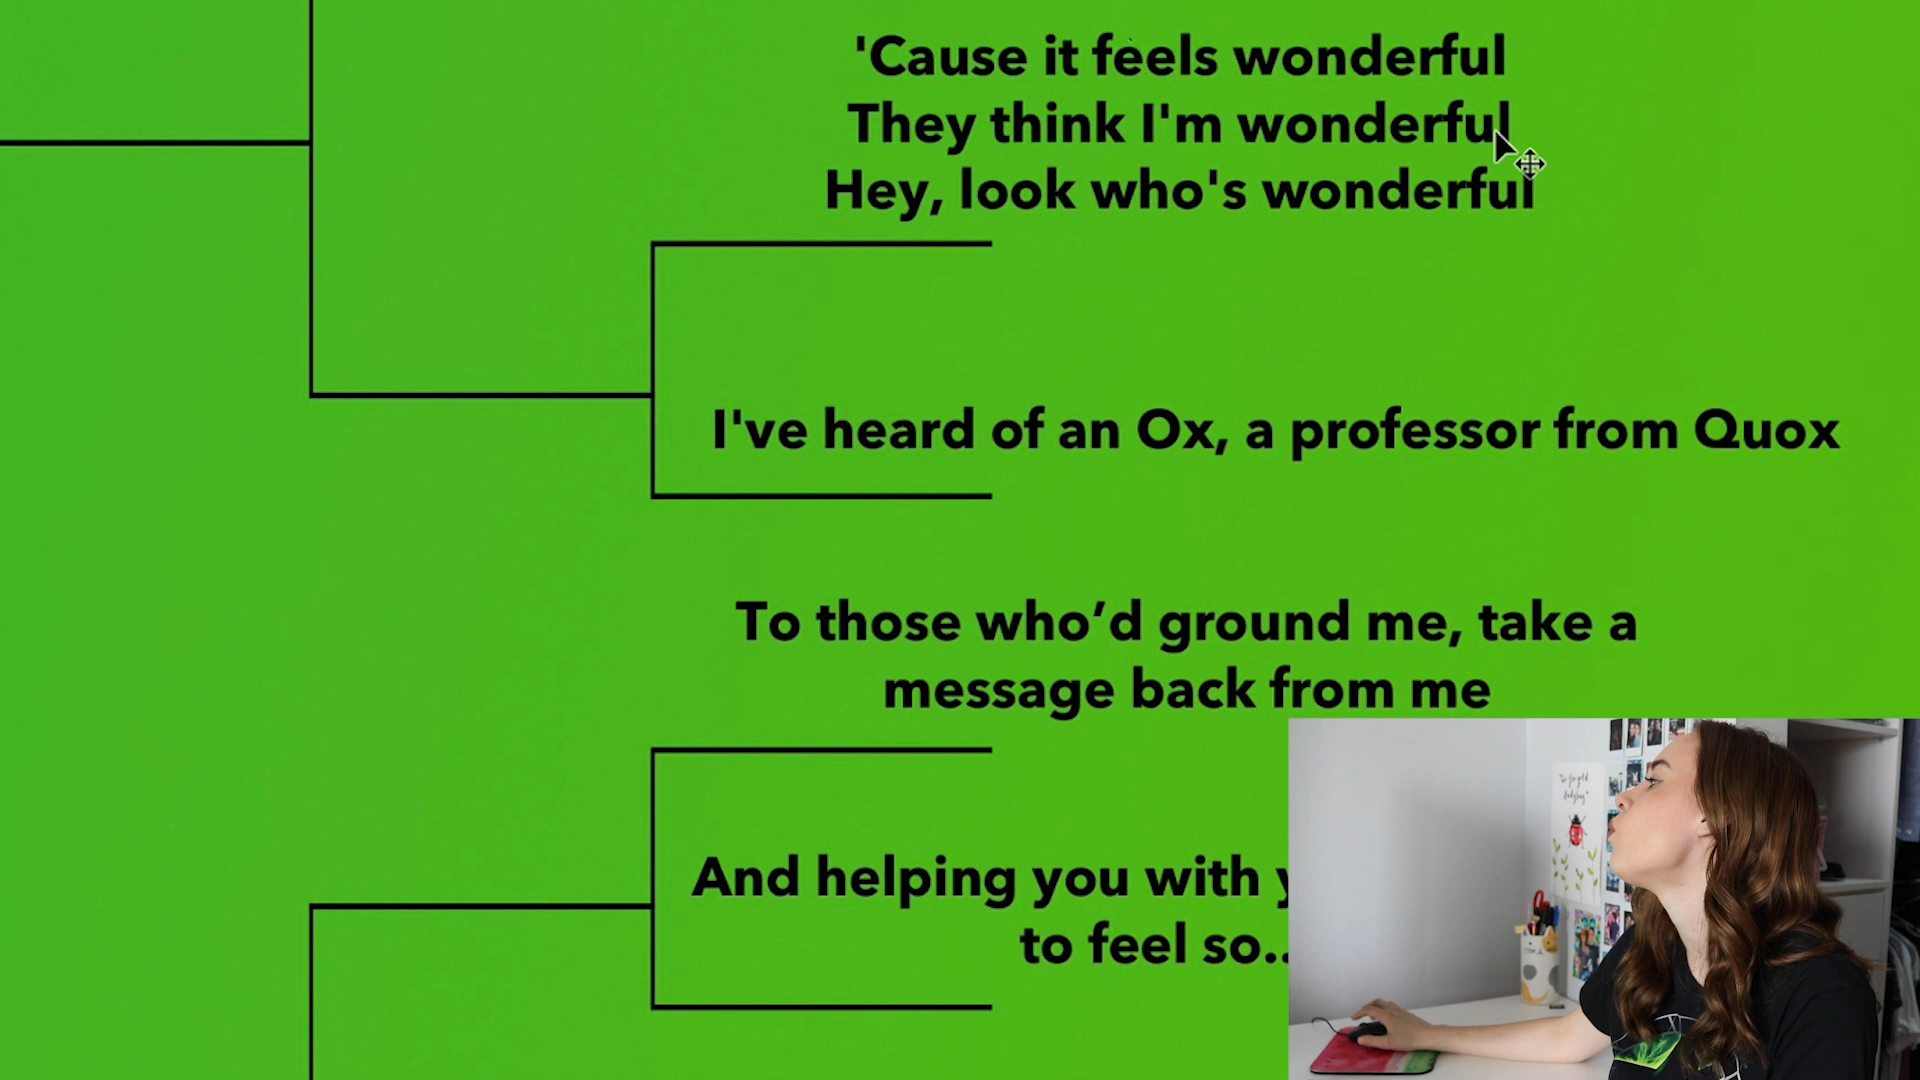 'Cause it feels wonderful
They think I'm wonderful
Hey, look who's wonderful
I've heard of an Ox, a professor from Quox
To those who’d ground me, take a
message back from me
And helping you with
to feel so..